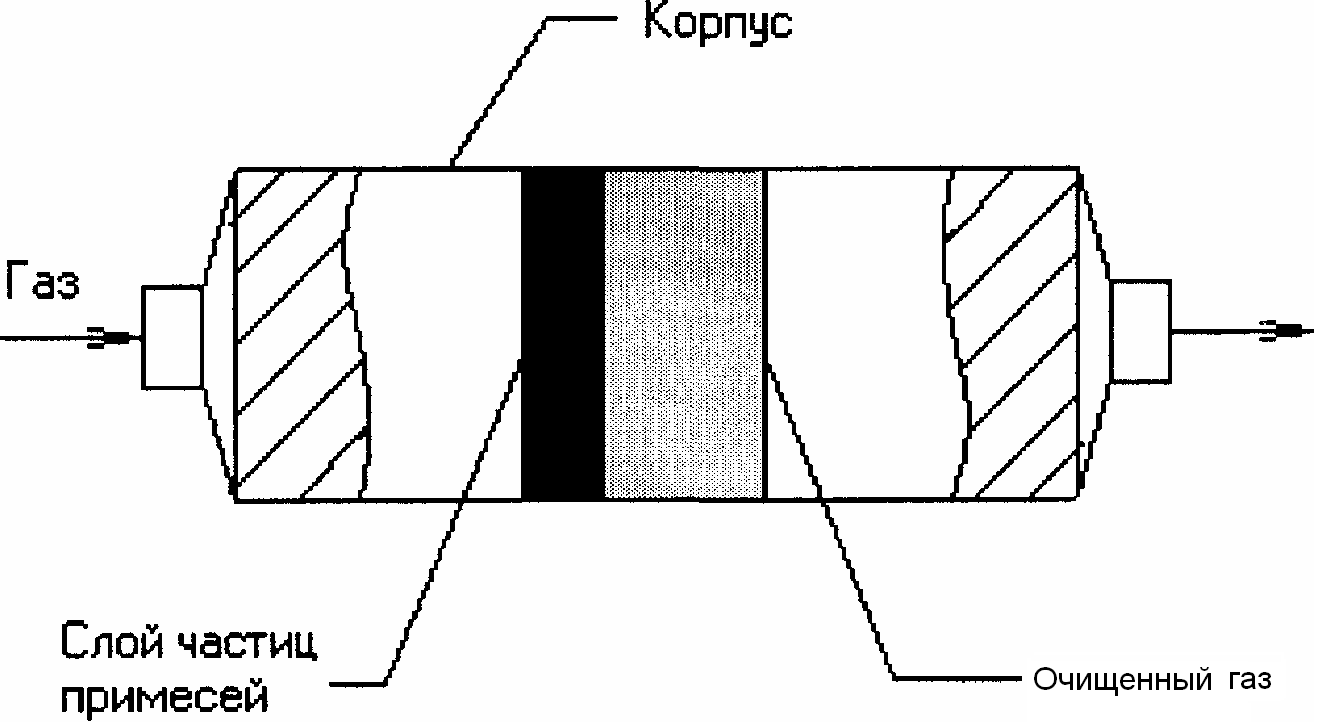 Корпус
Газ
Слой частиц
примесей
Очищенный газ